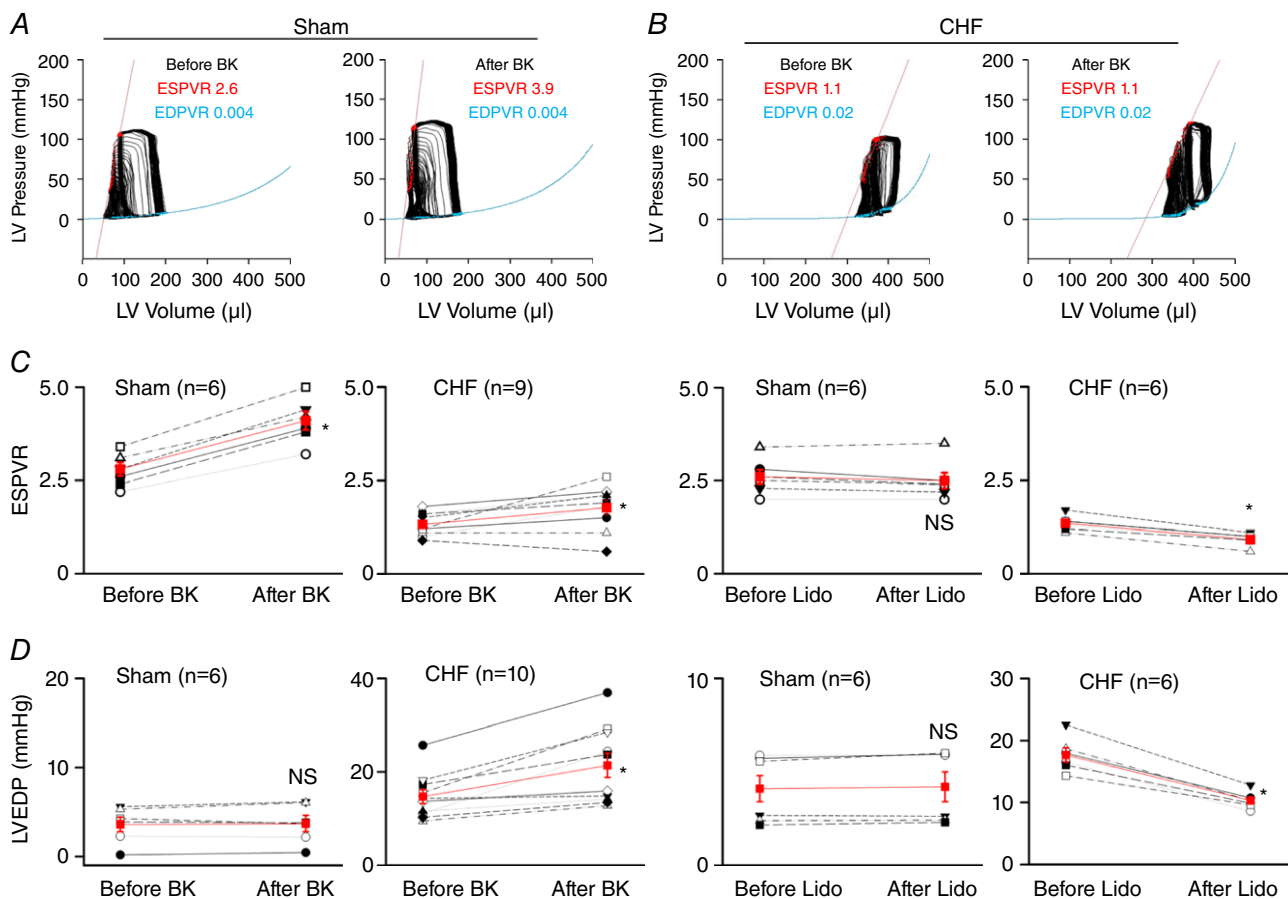 A Sham B CHF
Before BK
ESPVR 2.6
EDPVR 0.004
After BK
ESPVR 3.9
EDPVR 0.004
Before BK
ESPVR 1.1
EDPVR 0.02
After BK
ESPVR 1.1
EDPVR 0.02
LV Pressure (mmHg)
200
150
100
50
0
200
150
100
50
0
LV Pressure (mmHg)
200
150
100
50
0
200
150
100
50
0
0 100 200 300 400 500
0 100 200 300 400 500
0 100 200 300 400 500
0 100 200 300 400 500
LV Volume (µl)
LV Volume (µl)
LV Volume (µl)
LV Volume (µl)
C
ESPVR
Sham (n=6)
5.0
2.5
0
*
Before BK After BK
CHF (n=9)
5.0
2.5
0
*
Before BK After BK
Sham (n=6)
5.0
2.5
0
NS
Before Lido After Lido
CHF (n=6)
5.0
2.5
0
*
Before Lido After Lido
D
LVEDP (mmHg)
Sham (n=6)
20
10
0
NS
Before BK After BK
CHF (n=10)
40
20
0
*
Before BK After BK
Sham (n=6)
10
0
NS
Before Lido After Lido
CHF (n=6)
30
20
10
0
*
Before Lido After Lido